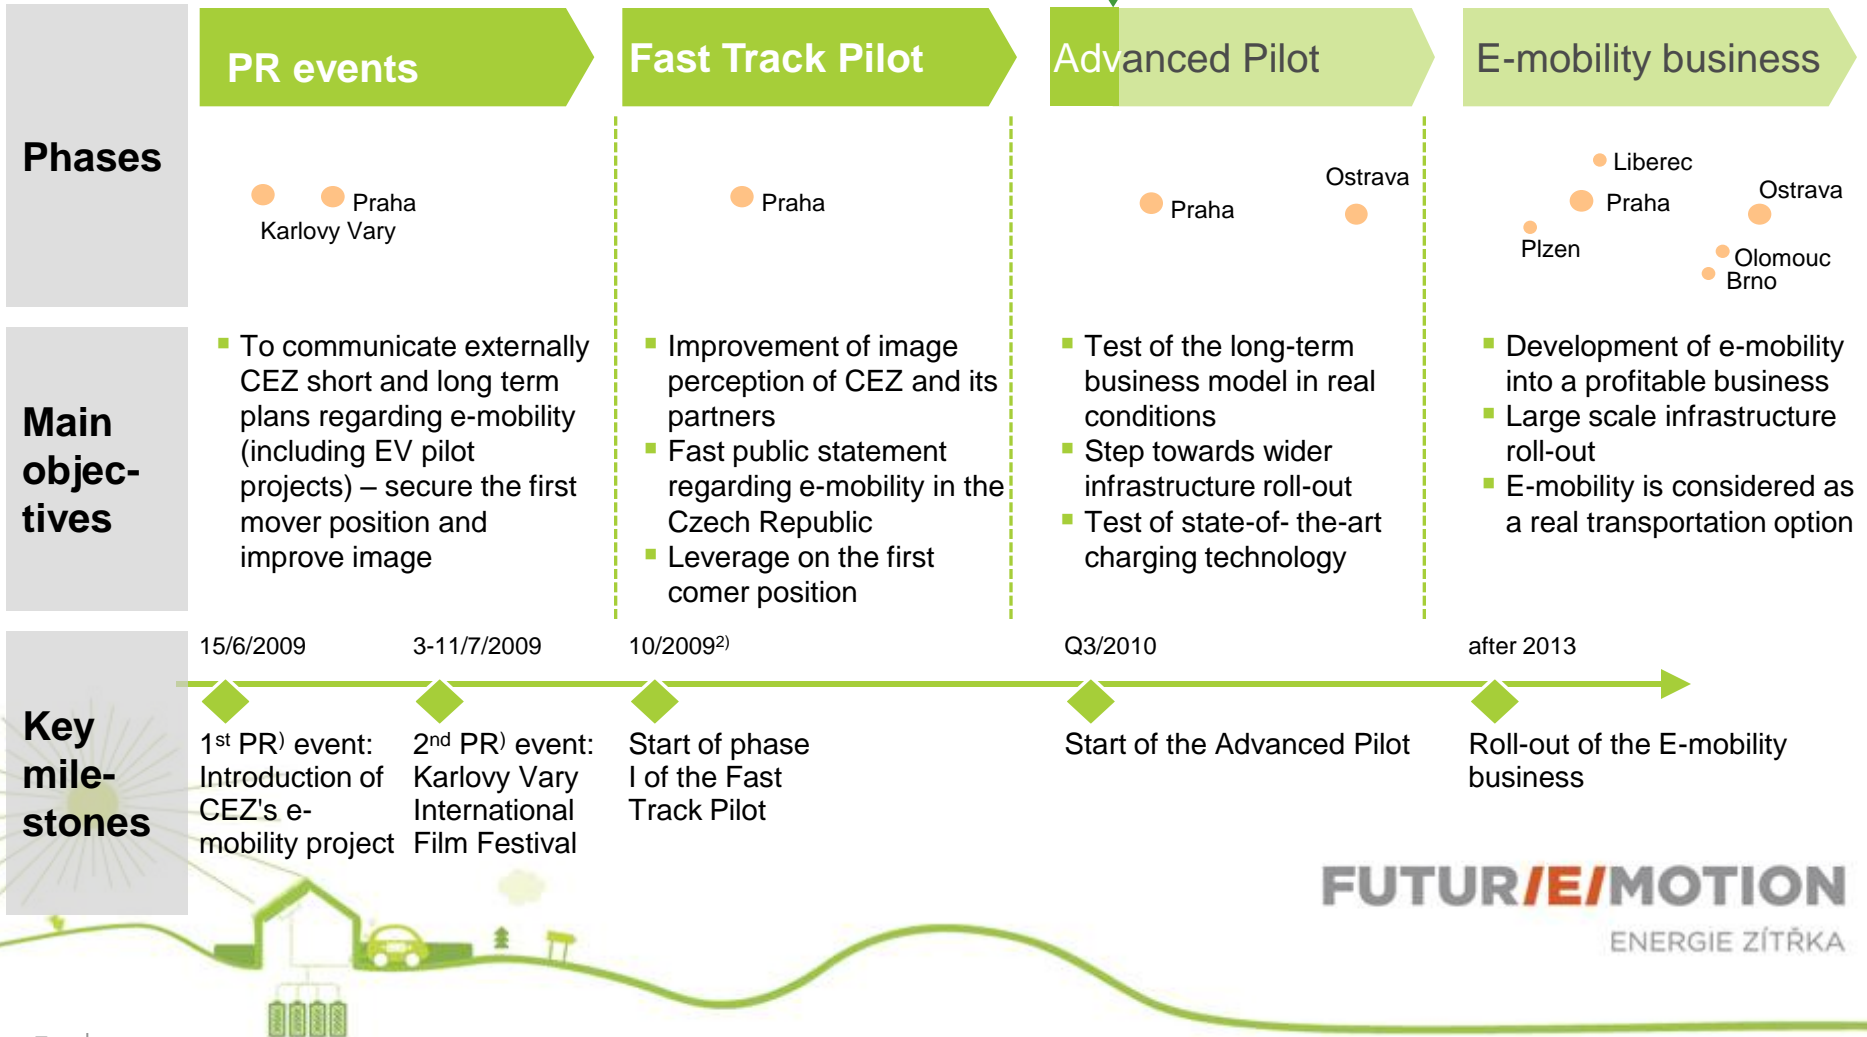 PR events
Fast Track Pilot
Advanced Pilot
E-mobility business
Phases
Praha
Karlovy Vary
Praha
Praha
Ostrava
Liberec
Praha
Ostrava
Plzen
Olomouc
Brno
Main
objec-
tives
To communicate externally
CEZ short and long term
plans regarding e-mobility
(including EV pilot
projects) – secure the first
mover position and
improve image
Improvement of image
perception of CEZ and its
partners
Fast public statement
regarding e-mobility in the
Czech Republic
Leverage on the first
comer position
Test of the long-term
business model in real
conditions
Step towards wider
infrastructure roll-out
Test of state-of- the-art
charging technology
Development of e-mobility
into a profitable business
Large scale infrastructure
roll-out
E-mobility is considered as
a real transportation option
Key
mile-
stones
15/6/2009
3-11/7/2009
10/2009²⁾
Q3/2010
after 2013
1st PR) event:
Introduction of
CEZ's e-
mobility project
2nd PR) event:
Karlovy Vary
International
Film Festival
Start of phase
I of the Fast
Track Pilot
Start of the Advanced Pilot
Roll-out of the E-mobility
business
FUTUR/E/MOTION
ENERGIE ZÍTŘKA